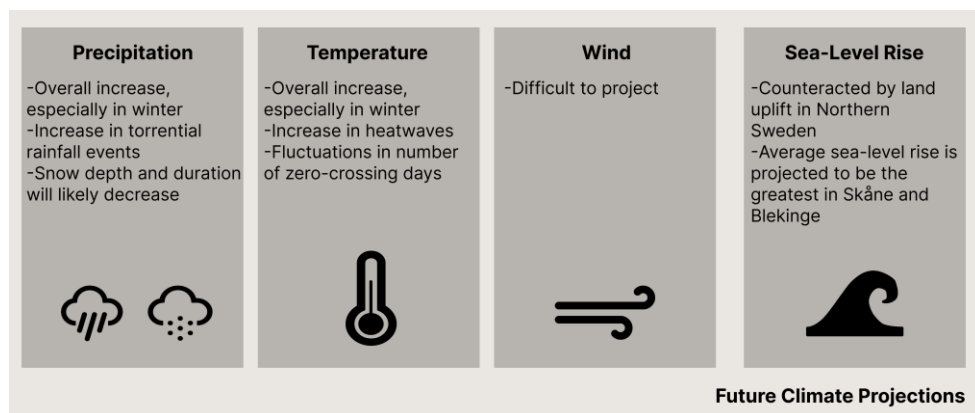 Precipitation
-Overall increase,
especially in winter
-Increase in torrential
rainfall events
-Snow depth and duration
will likely decrease
Temperature
-Overall increase,
especially in winter
-Increase in heatwaves
-Fluctuations in number
of zero-crossing days
Wind
-Difficult to project
Sea-Level Rise
-Counteracted by land
uplift in Northern
Sweden
-Average sea-level rise is
projected to be the
greatest in Skåne and
Blekinge
Future Climate Projections